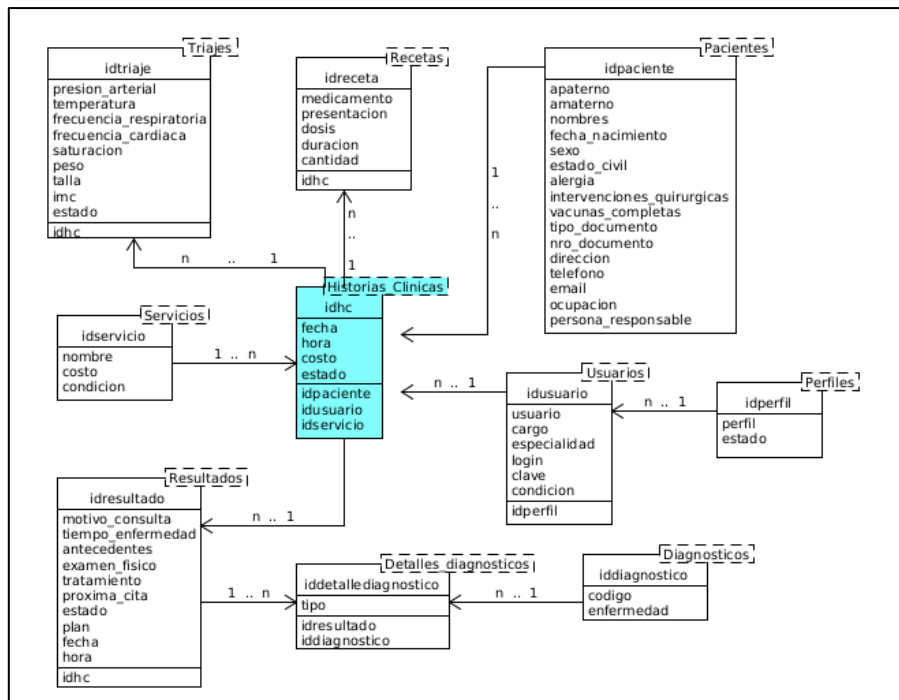 Triajes
idtriaje
presion_arterial
temperatura
frecuencia_respiratoria
frecuencia_cardiaca
saturacion
peso
talla
imc
estado
idhc
Recetas
idreceta
medicamento
presentacion
dosis
duracion
cantidad
idhc
Pacientes
idpaciente
apaterno
amaterno
nombres
fecha_nacimiento
sexo
estado_civil
alergia
intervenciones_quirurgicas
vacunas_completas
tipo_documento
nro_documento
direccion
telefono
email
ocupacion
persona_responsable
1
..
n
n
..
1
n .. 1
Historias_Clinicas
idhc
fecha
hora
costo
estado
idpaciente
idusuario
idservicio
Servicios
idservicio
nombre
costo
condicion
1 .. n
Usuarios
idusuario
usuario
cargo
especialidad
login
clave
condicion
idperfil
n .. 1
Perfiles
idperfil
perfil
estado
n .. 1
Resultados
idresultado
motivo_consulta
tiempo_enfermedad
antecedentes
examen_fisico
tratamiento
proxima_cita
estado
plan
fecha
hora
idhc
n .. 1
Detalles_diagnosticos
iddetallediagnostico
tipo
idresultado
iddiagnostico
1 .. n
Diagnosticos
iddiagnostico
codigo
enfermedad
n .. 1